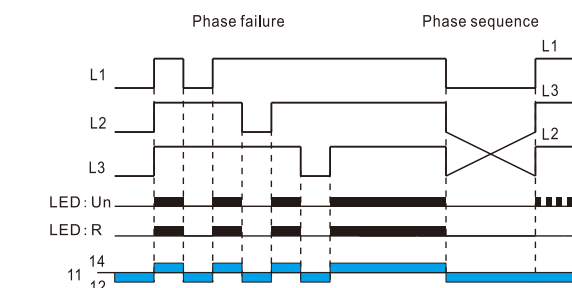 Phase failure
Phase sequence
L1
L1
L3
L2
L2
L3
LED: Un
LED: R
14
11
12